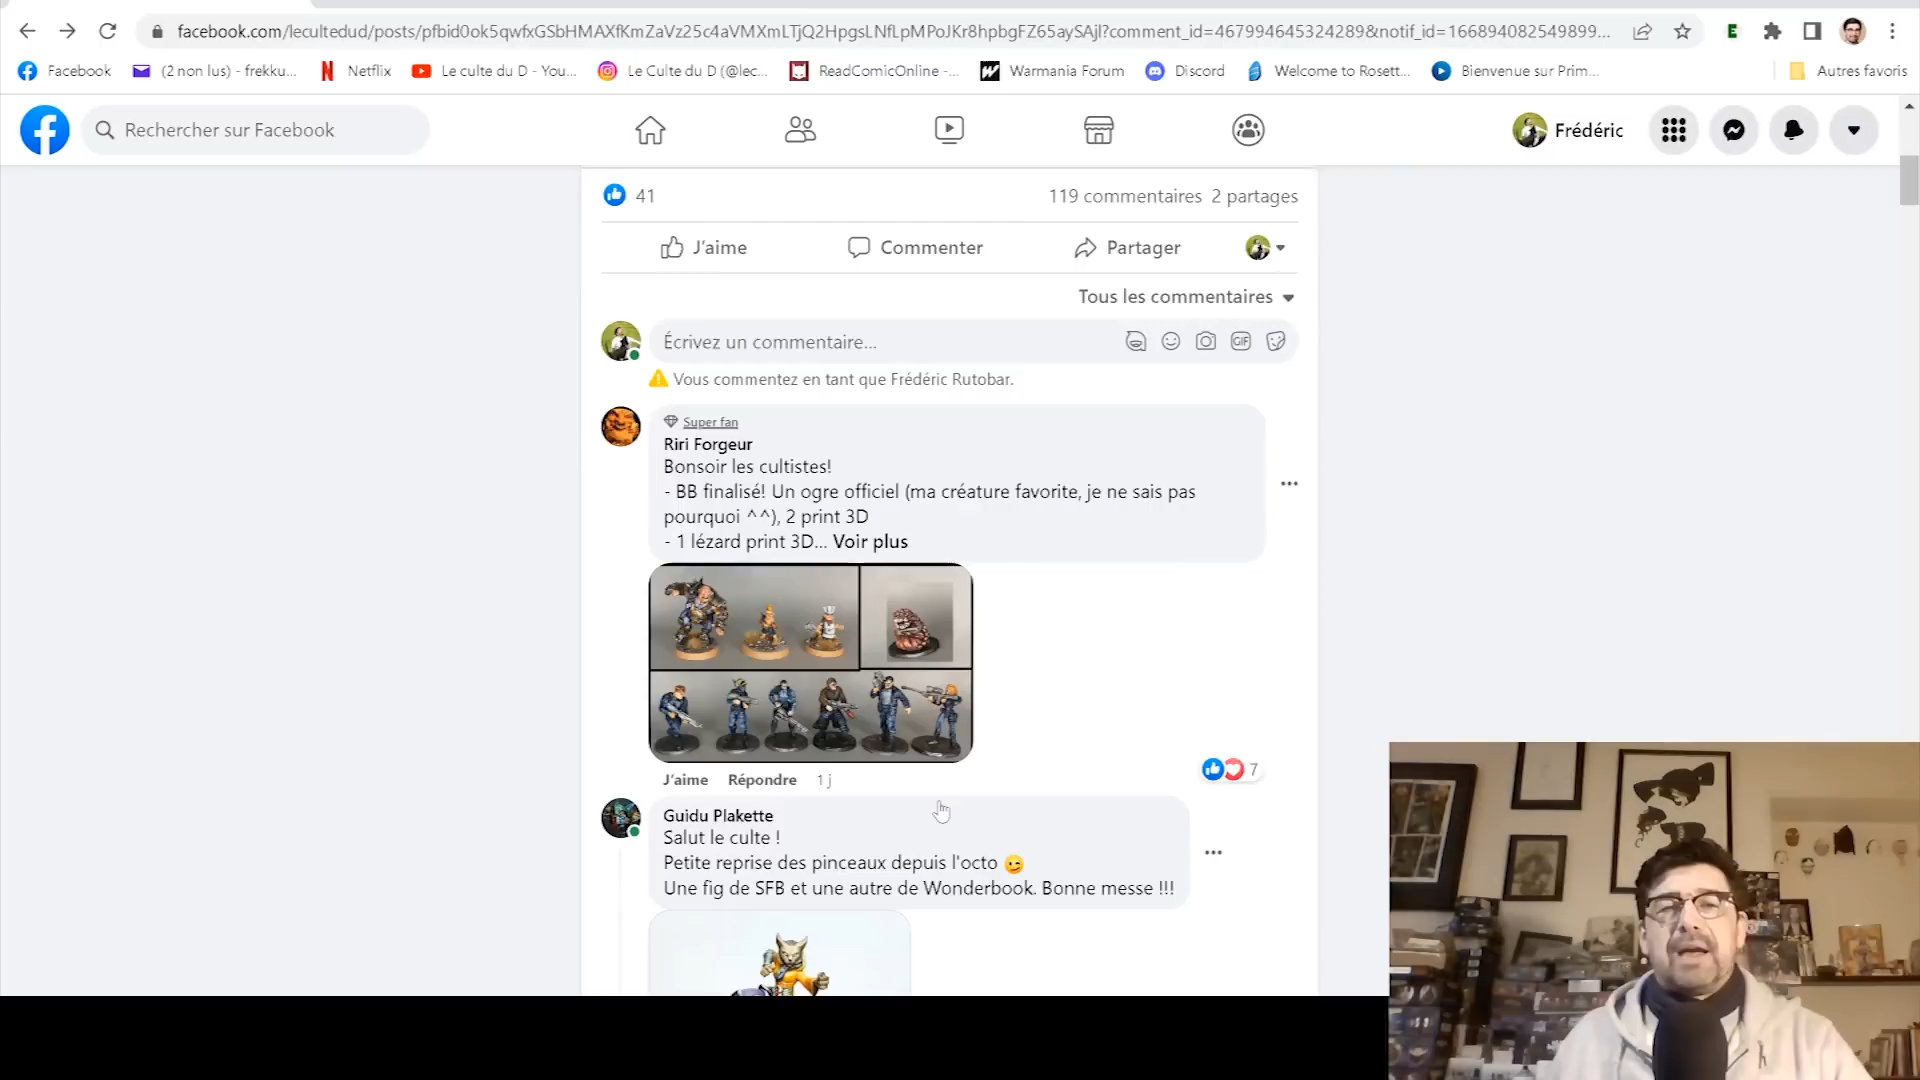 facebook.com/lecultedud/posts/pfbid0ok5qwfxGSbHMAXfKmZaVz25c4aVMXmLTjQ2HpgsLNfLpMPoJKr8hpbgFZ65aySAjl?comment_id=467994645324289&notif_id=166894082549899...
Facebook (2 non lus) - frekku... Netflix Le culte du D - You... Le Culte du D (@lec... ReadComicOnline -... Warmania Forum Discord Welcome to Rosett... Bienvenue sur Prim... Autres favoris
Rechercher sur Facebook Frédéric
41 119 commentaires 2 partages
J'aime Commenter Partager
Tous les commentaires
Écrivez un commentaire... GIF
Vous commentez en tant que Frédéric Rutobar.
Super fan
Riri Forgeur
Bonsoir les cultistes!
- BB finalisé! Un ogre officiel (ma créature favorite, je ne sais pas
pourquoi ^^), 2 print 3D
- 1 lézard print 3D... Voir plus
J'aime Répondre 1 j 7
Guidu Plakette
Salut le culte !
Petite reprise des pinceaux depuis l'octo 😉
Une fig de SFB et une autre de Wonderbook. Bonne messe !!!